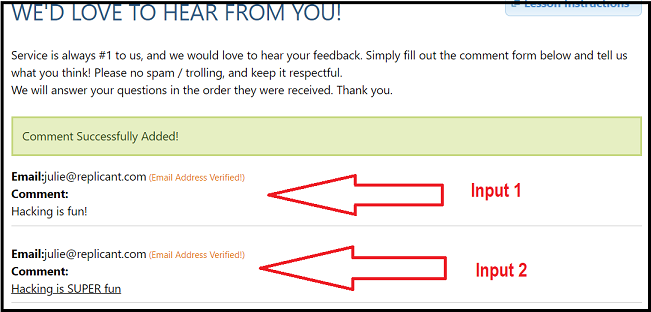 WE'D LOVE TO HEAR FROM YOU!
Lesson Instructions
Service is always #1 to us, and we would love to hear your feedback. Simply fill out the comment form below and tell us
what you think! Please no spam / trolling, and keep it respectful.
We will answer your questions in the order they were received. Thank you.
Comment Successfully Added!
Email:julie@replicant.com (Email Address Verified!)
Comment:
Hacking is fun!
Input 1
Email:julie@replicant.com (Email Address Verified!)
Comment:
Hacking is SUPER fun
Input 2